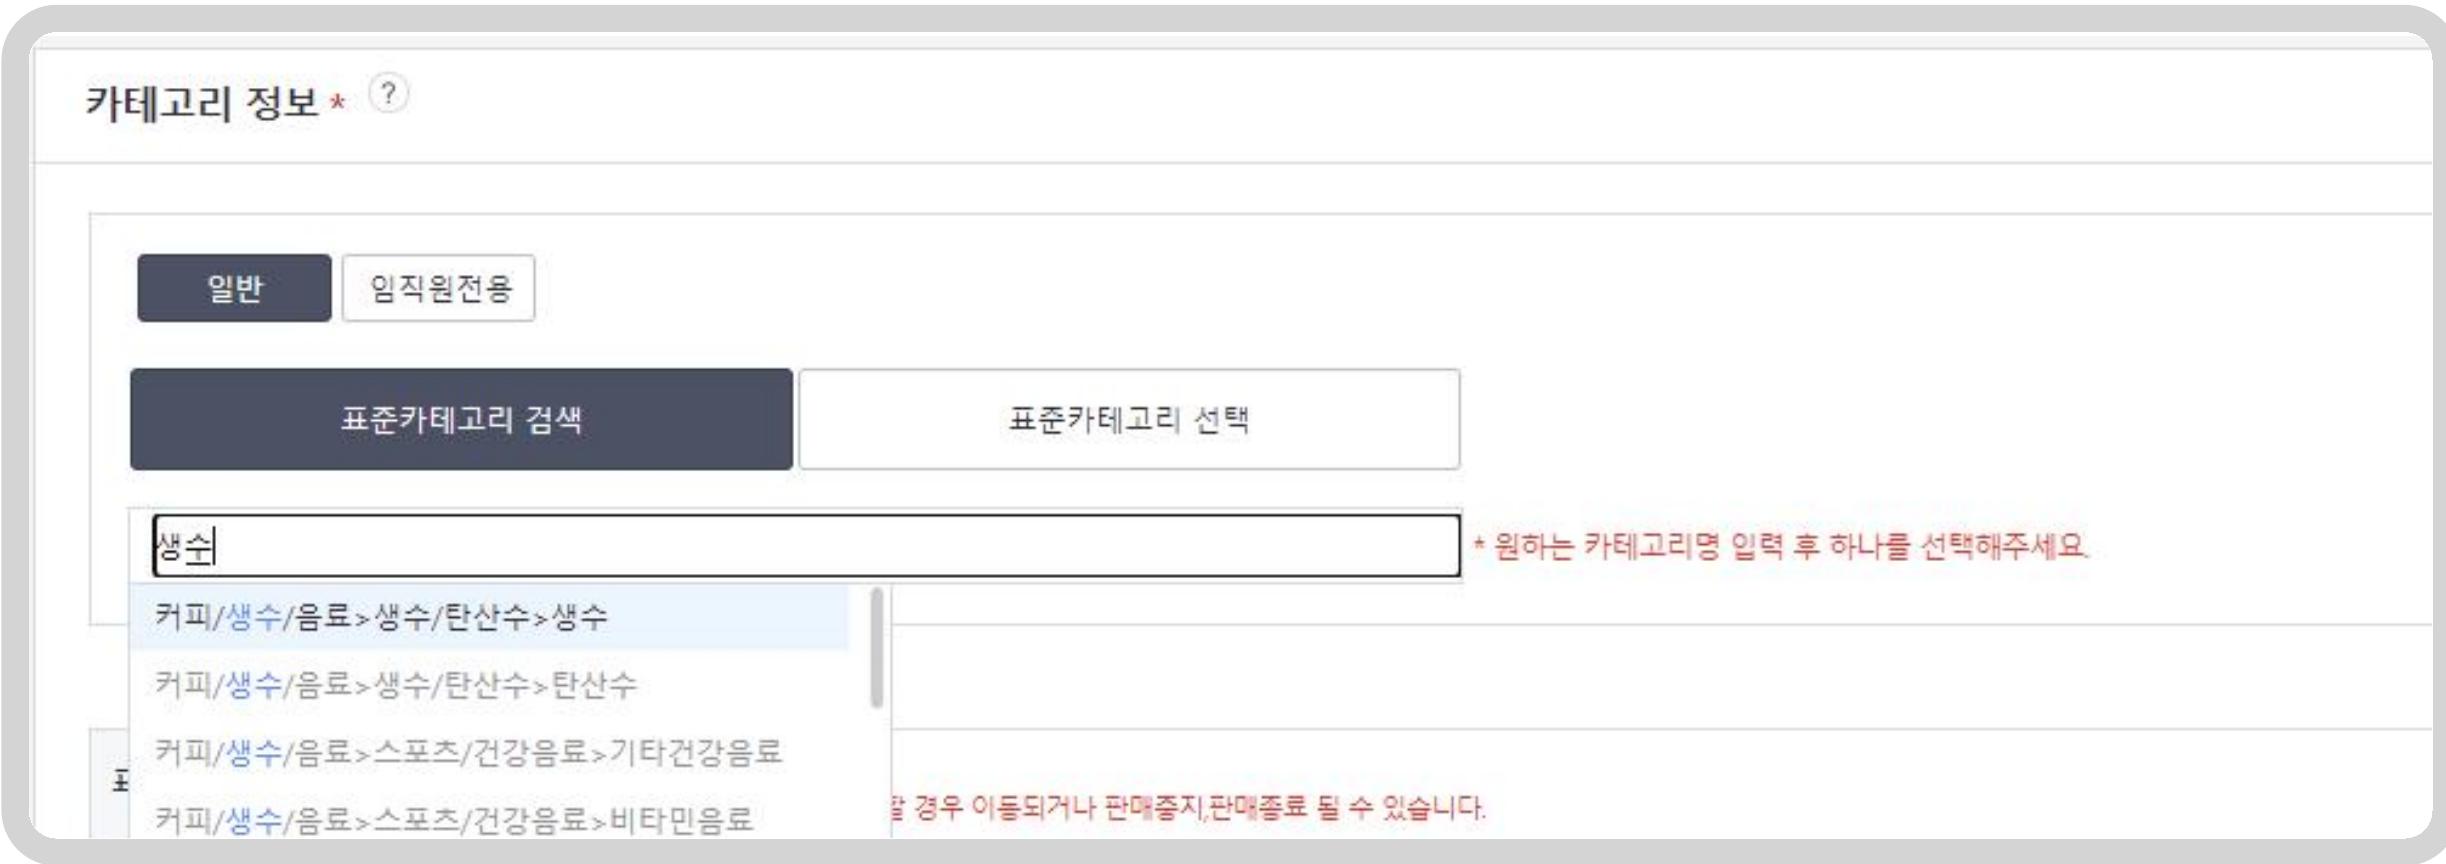 카테고리 정보 * ?
일반 임직원전용
표준카테고리 검색 표준카테고리 선택
생수 * 원하는 카테고리명 입력 후 하나를 선택해주세요.
커피/생수/음료>생수/탄산수>생수
커피/생수/음료>생수/탄산수>탄산수
커피/생수/음료>스포츠/건강음료>기타건강음료
경우 이동되거나 판매중지,판매종료 될 수 있습니다.
커피/생수/음료>스포츠/건강음료>비타민음료